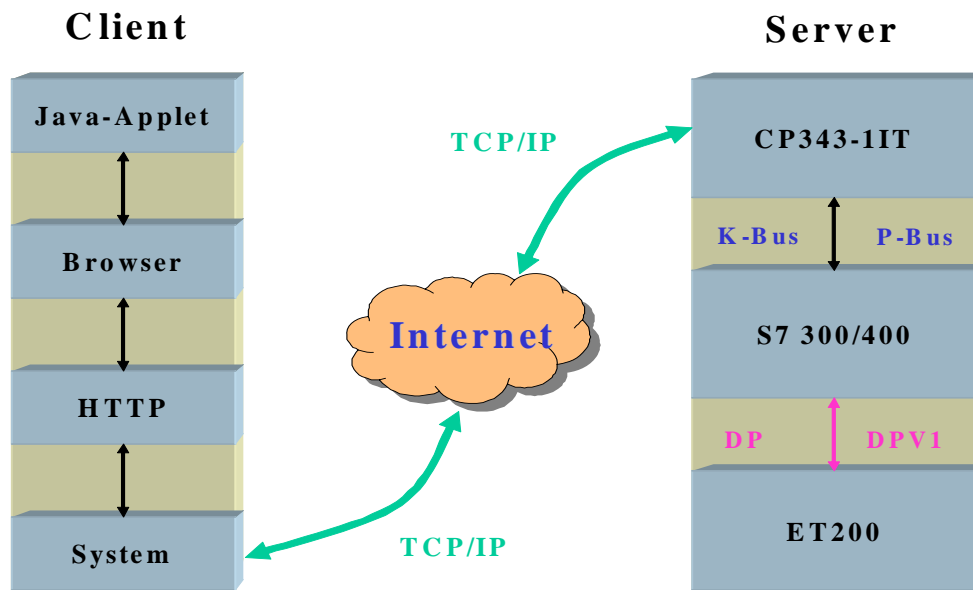 Client
Java-Applet
Browser
HTTP
System
TCP/IP
Internet
TCP/IP
Server
CP343-1IT
K-Bus
P-Bus
S7 300/400
DP
DPV1
ET200